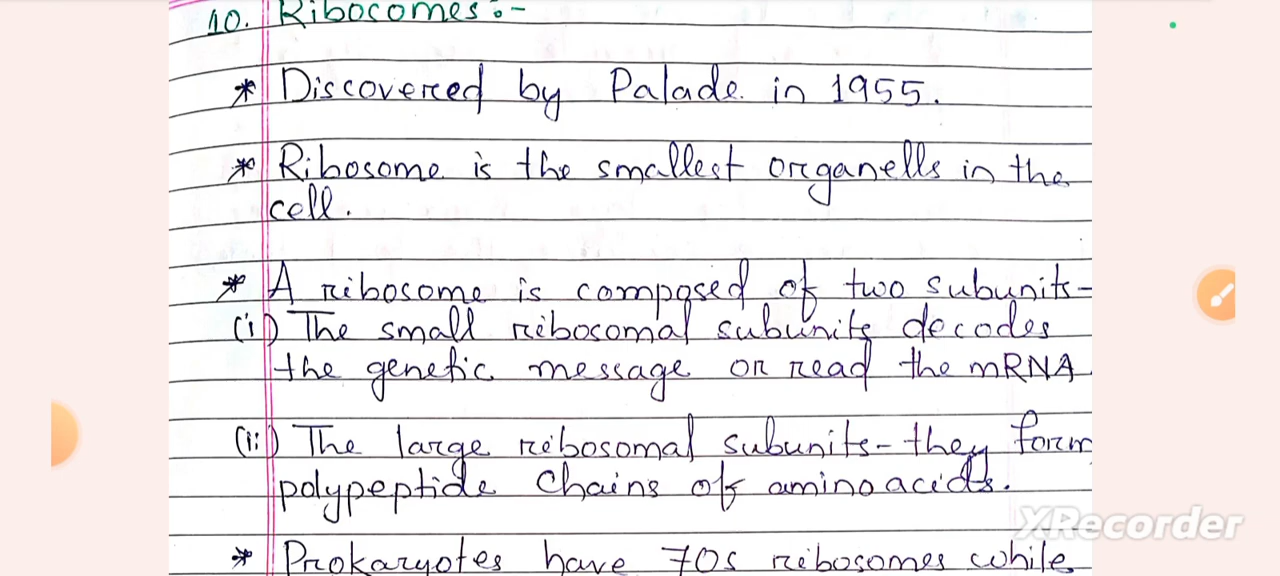 10. Ribocomes:-
* Discovered by Palade in 1955.
* Ribosome is the smallest organells in the
cell.
* A ribosome is composed of two subunits-
(i) The small ribosomal subunits decodes
the genetic message or read the mRNA
(ii) The large ribosomal subunits-they form
polypeptide chains of amino acids.
XRecorder
* Prokaryotes have 70s ribosomes while